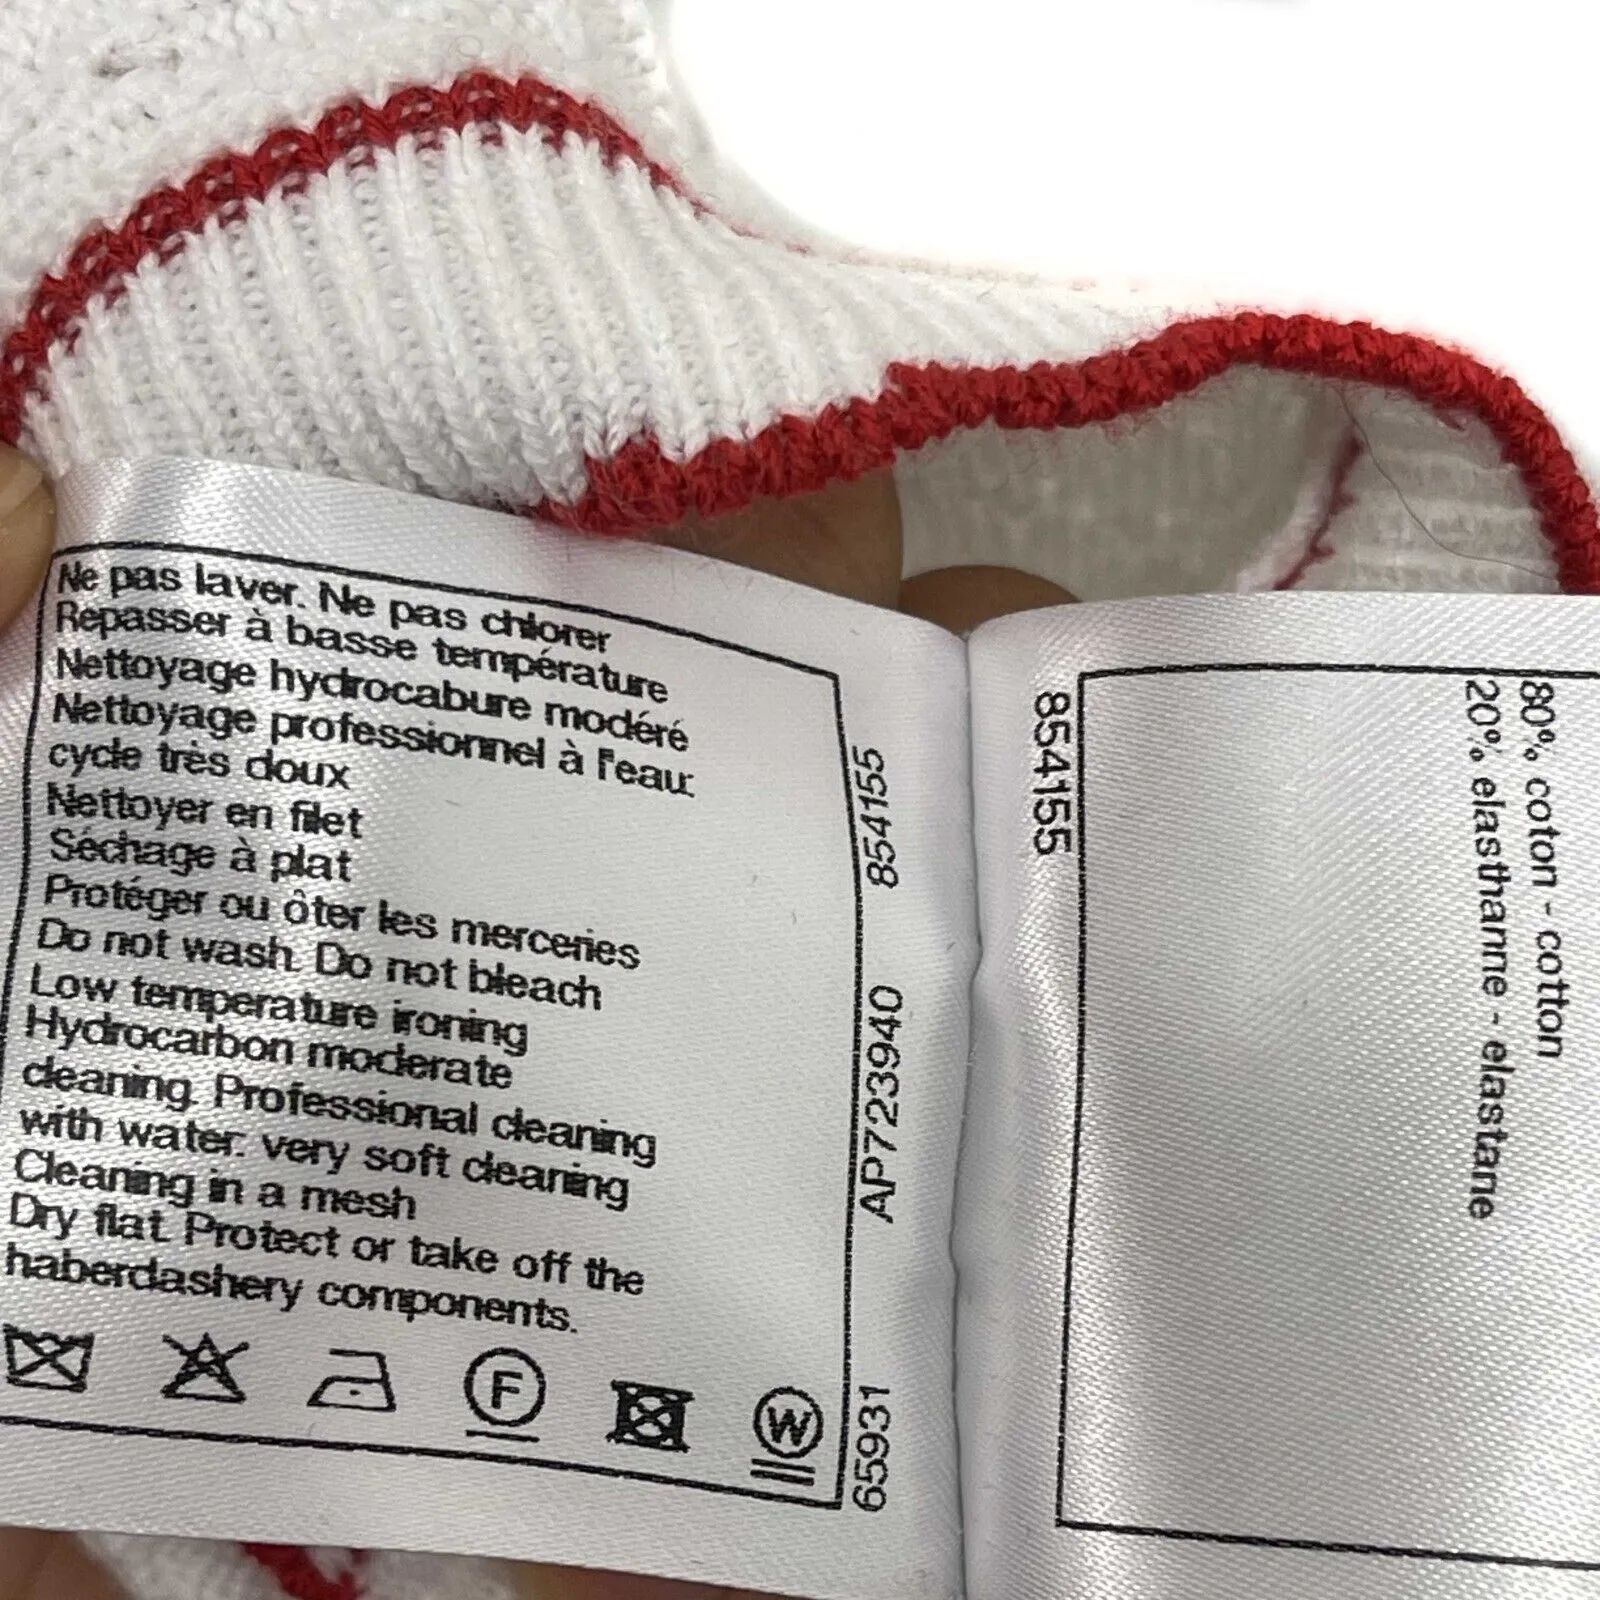 Ne pas laver. Ne pas chlorer
Repasser à basse température
Nettoyage hydrocabure modéré
Nettoyage professionnel à l'eau:
cycle très doux
Nettoyer en filet
Séchage à plat
Protéger ou ôter les merceries
Do not wash. Do not bleach
Low temperature ironing
Hydrocarbon moderate
cleaning. Professional cleaning
with water: very soft cleaning
Cleaning in a mesh
Dry flat. Protect or take off the
haberdashery components.
F
W
854155
AP723940
65931
854155
80% coton - cotton
20% elasthanne - elastane